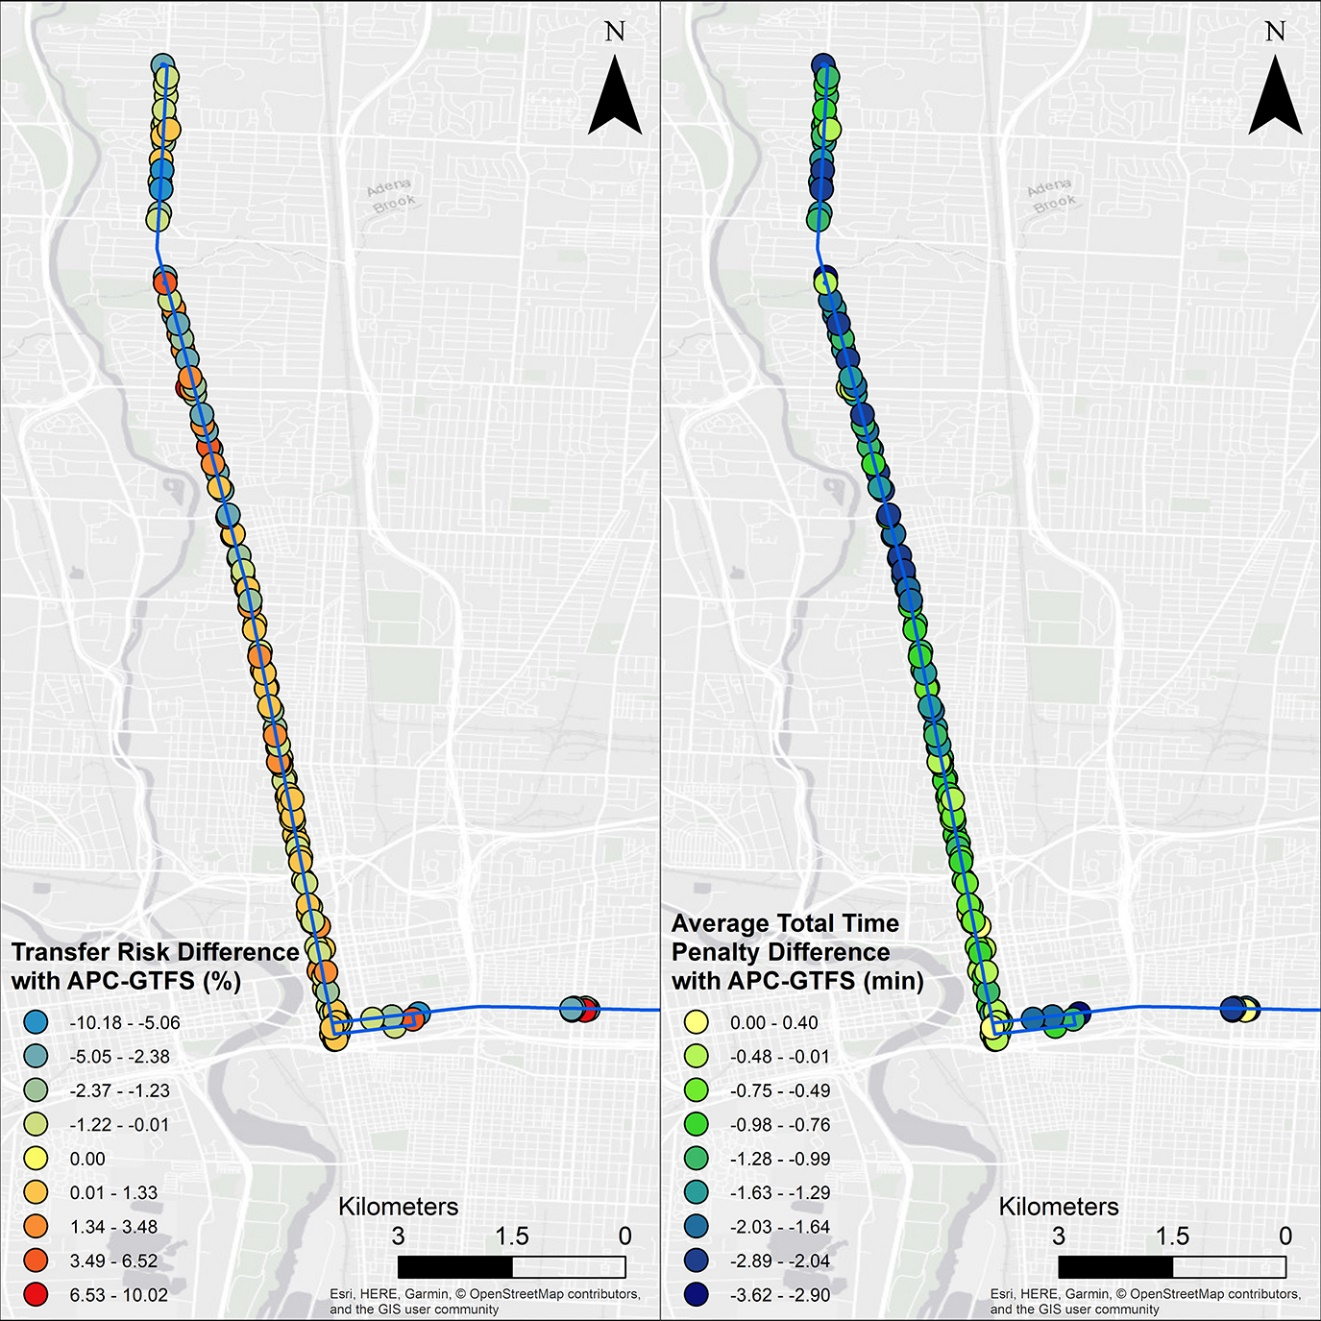 N
Adena
Brook
Transfer Risk Difference
with APC-GTFS (%)
-10.18 - -5.06
-5.05 - -2.38
-2.37 - -1.23
-1.22 - -0.01
0.00
0.01 - 1.33
1.34 - 3.48
3.49 - 6.52
6.53 - 10.02
Kilometers
3 1.5 0
Esri, HERE, Garmin, © OpenStreetMap contributors,
and the GIS user community
N
Adena
Brook
Average Total Time
Penalty Difference
with APC-GTFS (min)
0.00 - 0.40
-0.48 - -0.01
-0.75 - -0.49
-0.98 - -0.76
-1.28 - -0.99
-1.63 - -1.29
-2.03 - -1.64
-2.89 - -2.04
-3.62 - -2.90
Kilometers
3 1.5 0
Esri, HERE, Garmin, © OpenStreetMap contributors,
and the GIS user community